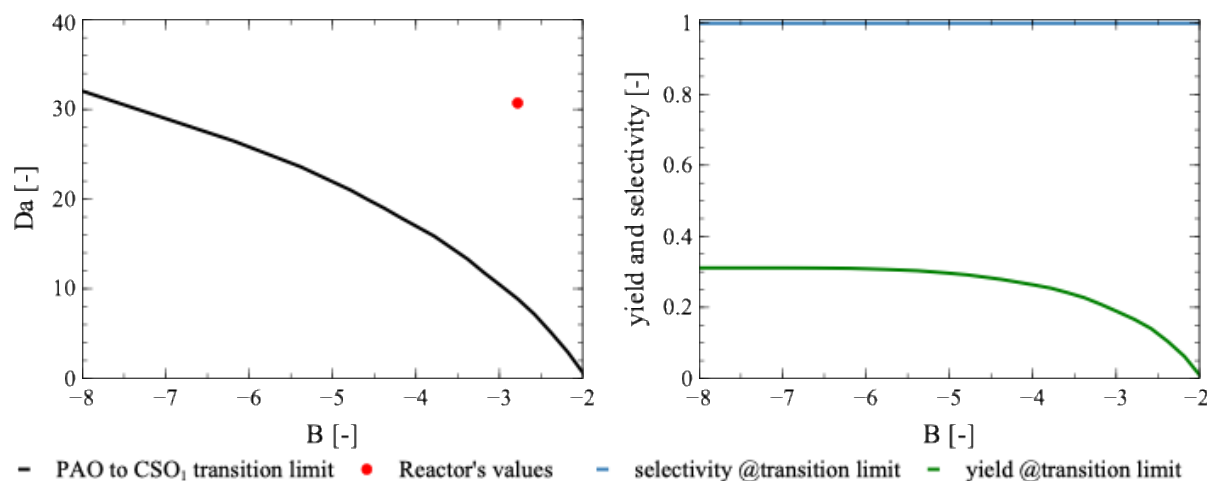 40
30
20
10
0
Da [-]
−8 −7 −6 −5 −4 −3 −2
B [-]
1
0.8
0.6
0.4
0.2
0
yield and selectivity [-]
−8 −7 −6 −5 −4 −3 −2
B [-]
PAO to CSO₁ transition limit Reactor's values selectivity @transition limit yield @transition limit